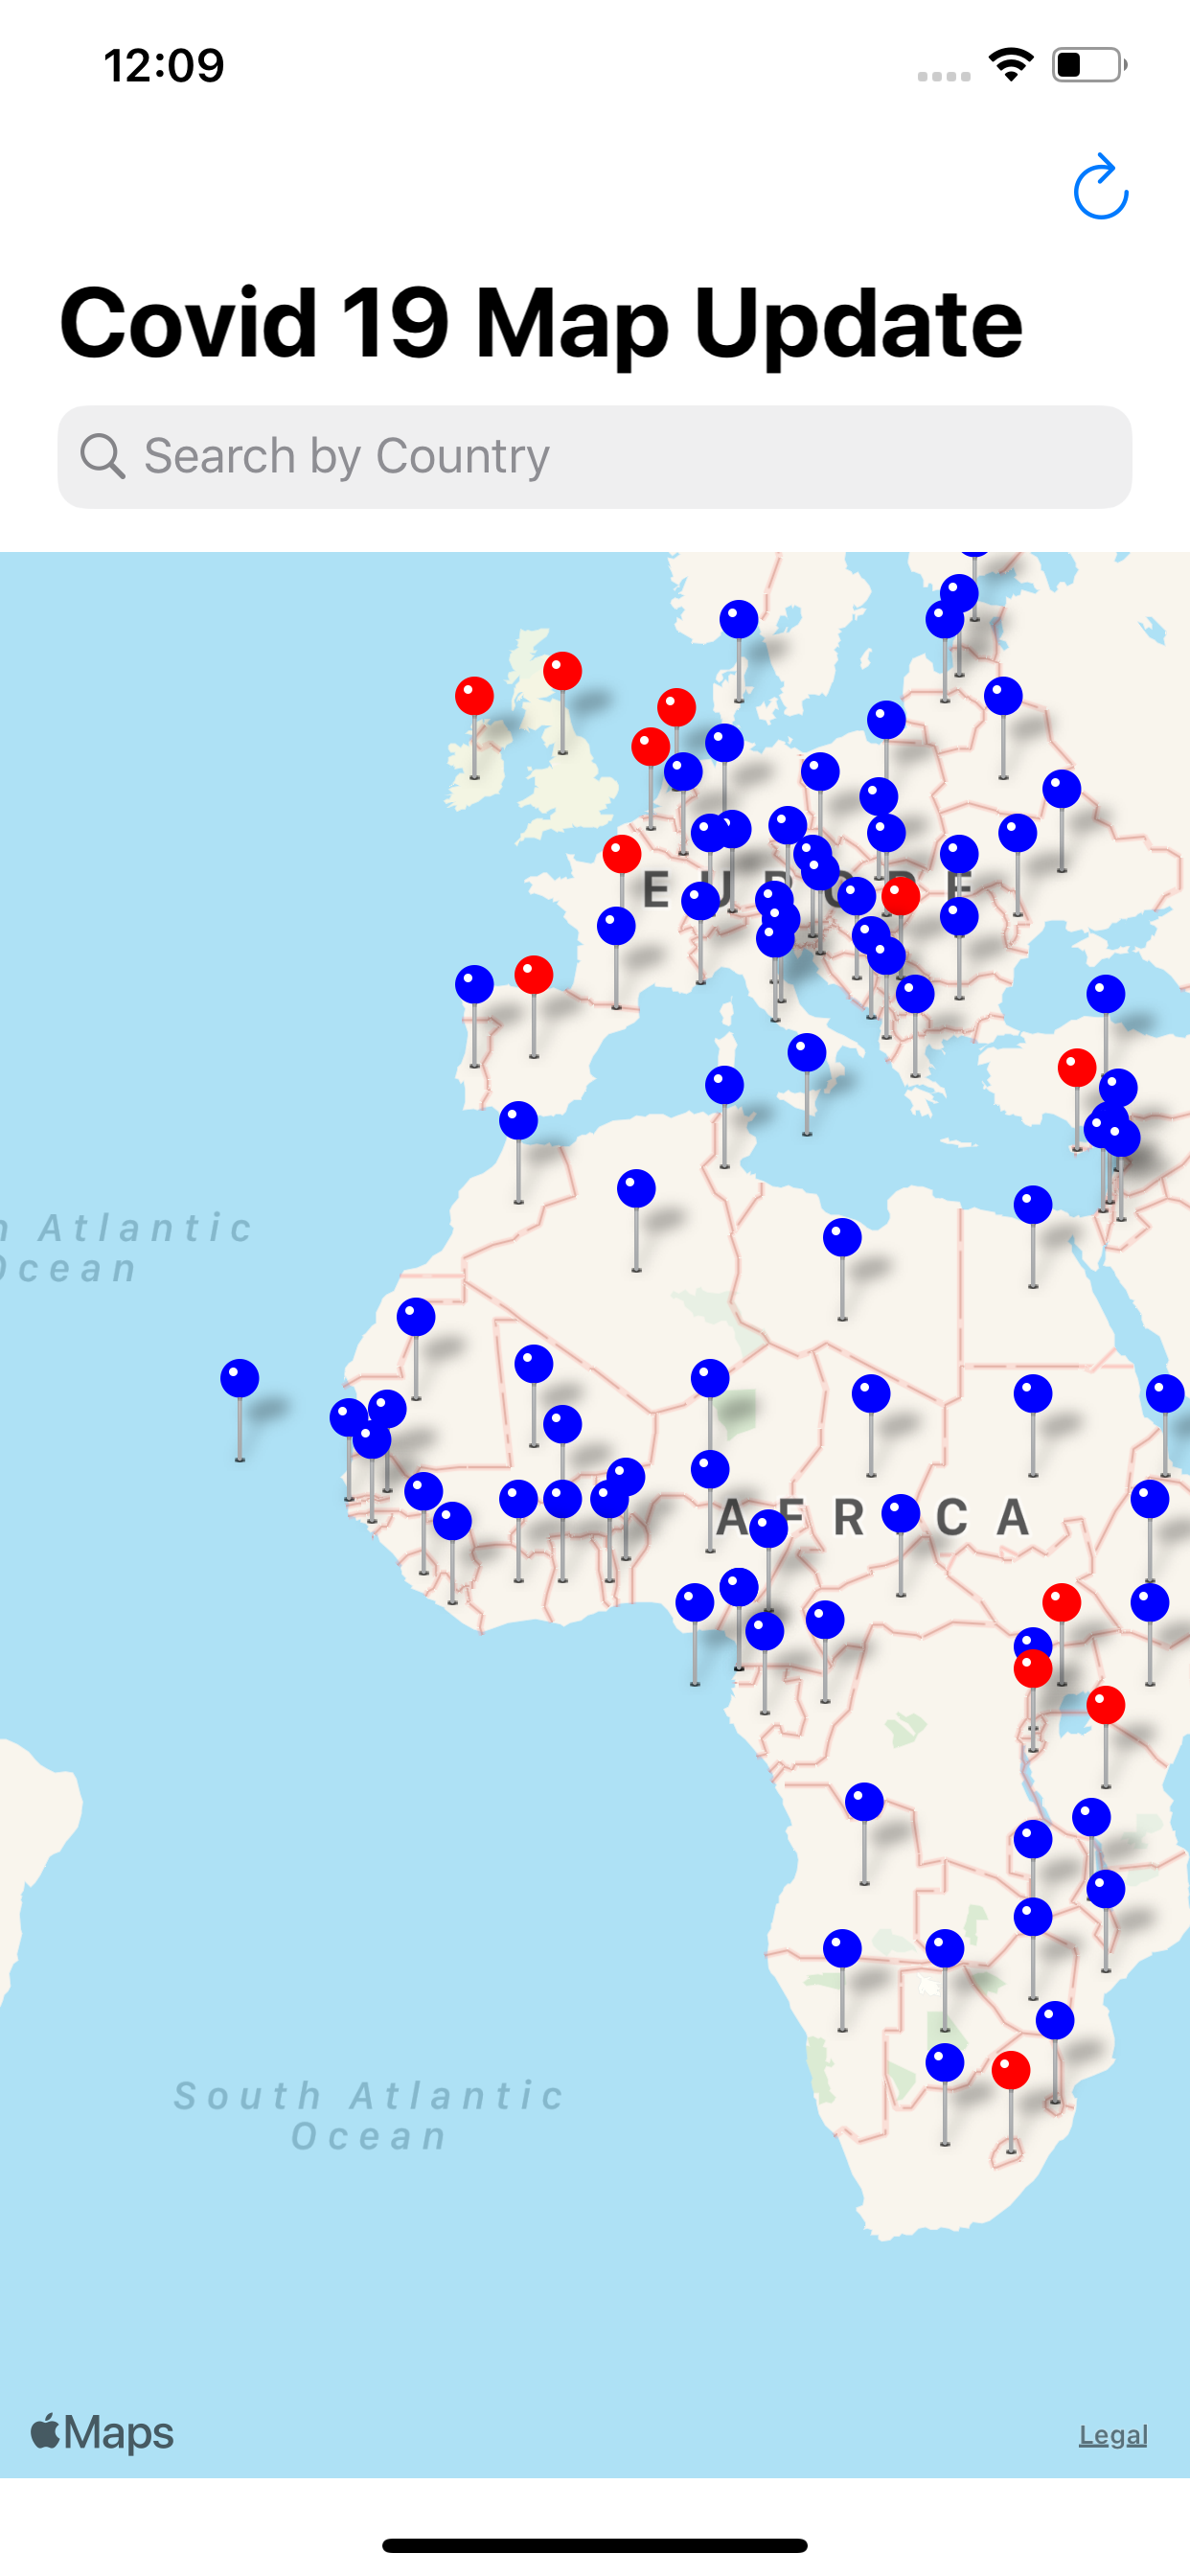 12:09
Covid 19 Map Update
Search by Country
EUROPE
n Atlantic
Ocean
AFRICA
South Atlantic
Ocean
Maps
Legal